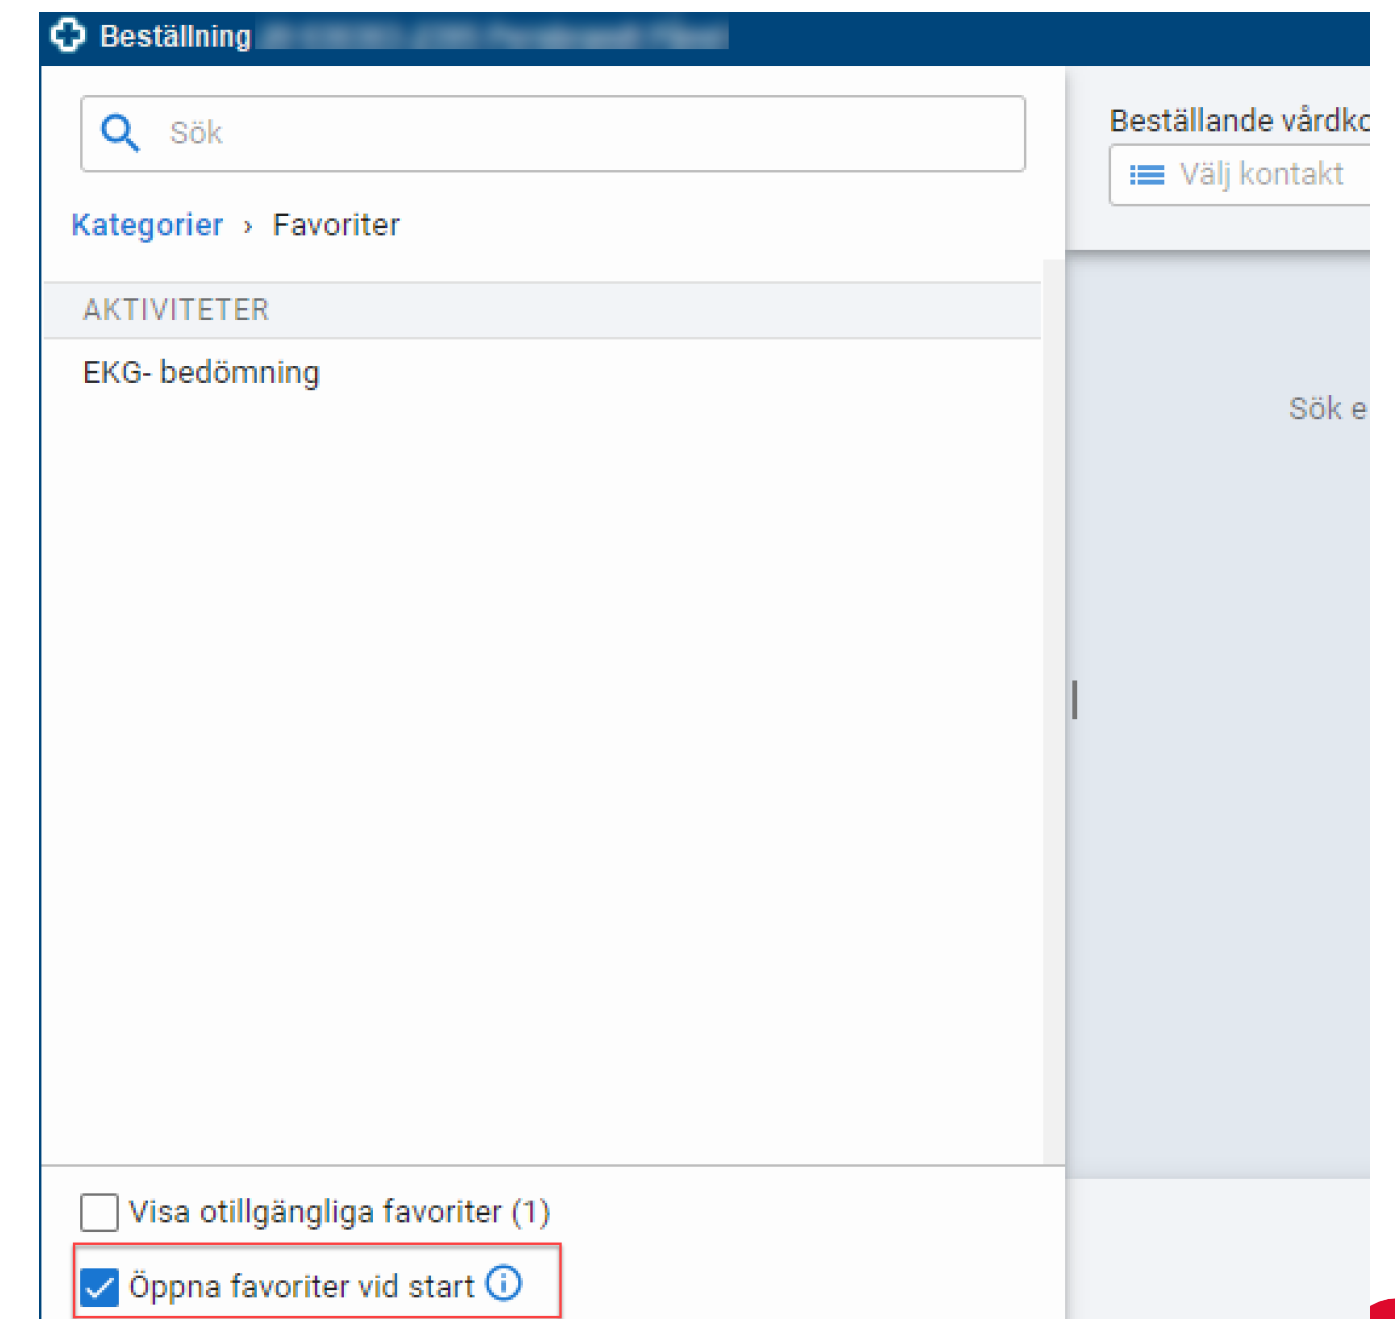 Beställning
Sök
Kategorier › Favoriter
AKTIVITETER
EKG- bedömning
Visa otillgängliga favoriter (1)
Öppna favoriter vid start
Beställande
Välj kontakt
Sök